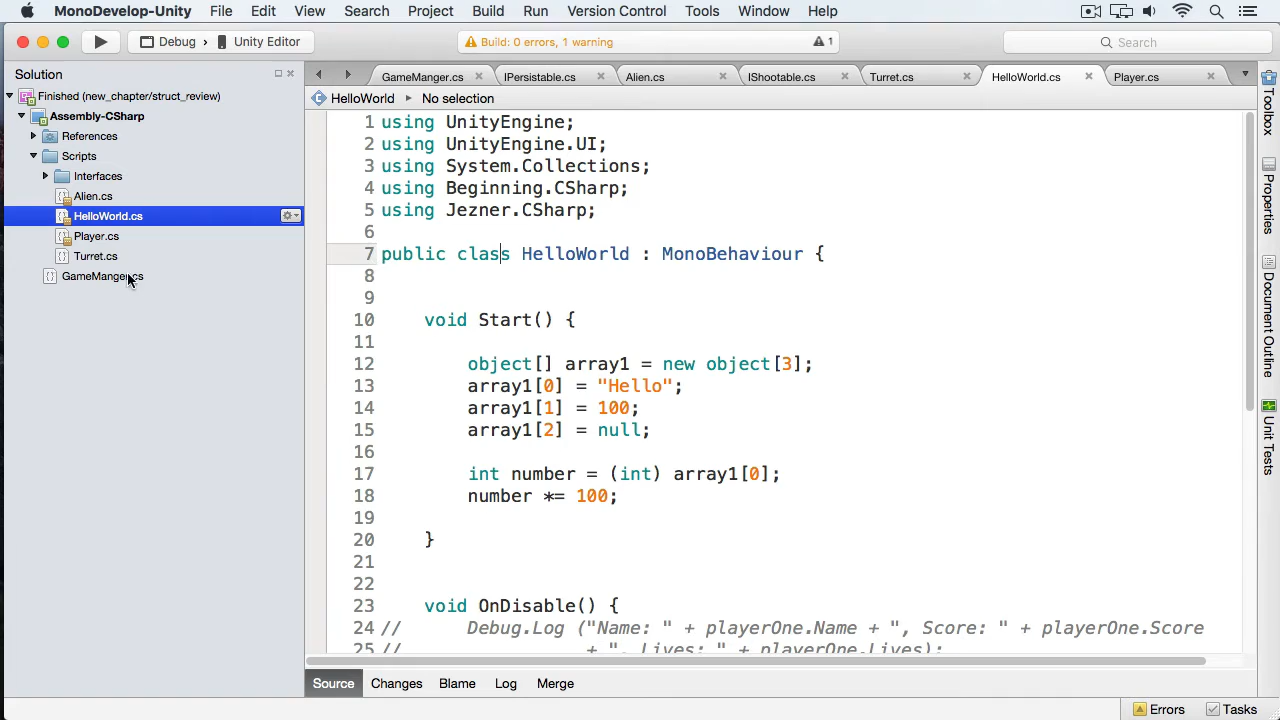 MonoDevelop-Unity File Edit View Search Project Build Run Version Control Tools Window Help
Debug › Unity Editor
Build: 0 errors, 1 warning
1
Search
Solution
Finished (new_chapter/struct_review)
Assembly-CSharp
References
Scripts
Interfaces
Alien.cs
HelloWorld.cs
Player.cs
Turret.cs
GameManger.cs
GameManger.cs IPersistable.cs Alien.cs IShootable.cs Turret.cs HelloWorld.cs Player.cs
HelloWorld No selection
1 using UnityEngine;
2 using UnityEngine.UI;
3 using System.Collections;
4 using Beginning.CSharp;
5 using Jezner.CSharp;
6
7 public class HelloWorld : MonoBehaviour {
8
9
10 void Start() {
11
12 object[] array1 = new object[3];
13 array1[0] = "Hello";
14 array1[1] = 100;
15 array1[2] = null;
16
17 int number = (int) array1[0];
18 number *= 100;
19
20 }
21
22
23 void OnDisable() {
24 // Debug.Log ("Name: " + playerOne.Name + ", Score: " + playerOne.Score
25 // + ", Lives: " + playerOne.Lives);
Source Changes Blame Log Merge
Toolbox
Properties
Document Outline
Unit Tests
Errors Tasks